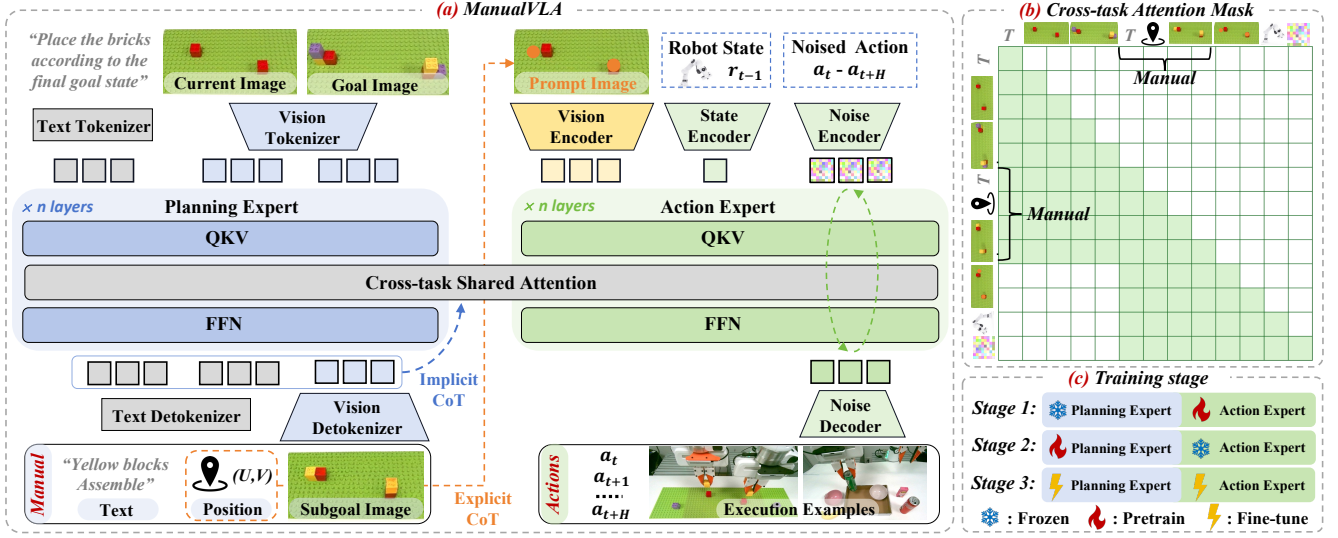 (a) ManualVLA
“Place the bricks
according to the
final goal state”
Current Image
Goal Image
Prompt Image
Robot State
r_{t-1}
Noised Action
a_t - a_{t+H}
Text Tokenizer
Vision
Tokenizer
Vision
Encoder
State
Encoder
Noise
Encoder
× n layers
Planning Expert
× n layers
Action Expert
QKV
QKV
Cross-task Shared Attention
FFN
FFN
Implicit
CoT
Text Detokenizer
Vision
Detokenizer
Noise
Decoder
Manual
“Yellow blocks
Assemble”
Text
(U,V)
Position
Subgoal Image
Explicit
CoT
Actions
a_t
a_{t+1}
......
a_{t+H}
Execution Examples
(b) Cross-task Attention Mask
T
T
Manual
T
T
Manual
(c) Training stage
Stage 1:
Planning Expert
Action Expert
Stage 2:
Planning Expert
Action Expert
Stage 3:
Planning Expert
Action Expert
: Frozen
: Pretrain
: Fine-tune